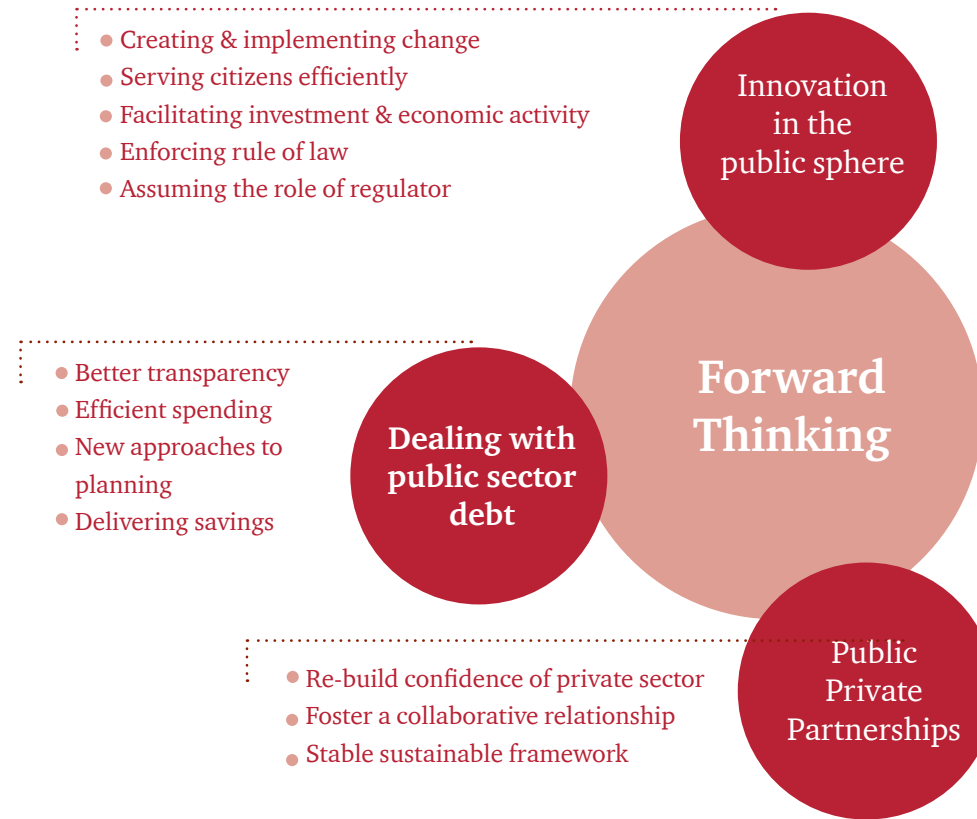 Creating & implementing change
Serving citizens efficiently
Facilitating investment & economic activity
Enforcing rule of law
Assuming the role of regulator
Innovation
in the
public sphere
Forward
Thinking
Better transparency
Efficient spending
New approaches to
planning
Delivering savings
Dealing with
public sector
debt
Re-build confidence of private sector
Foster a collaborative relationship
Stable sustainable framework
Public
Private
Partnerships